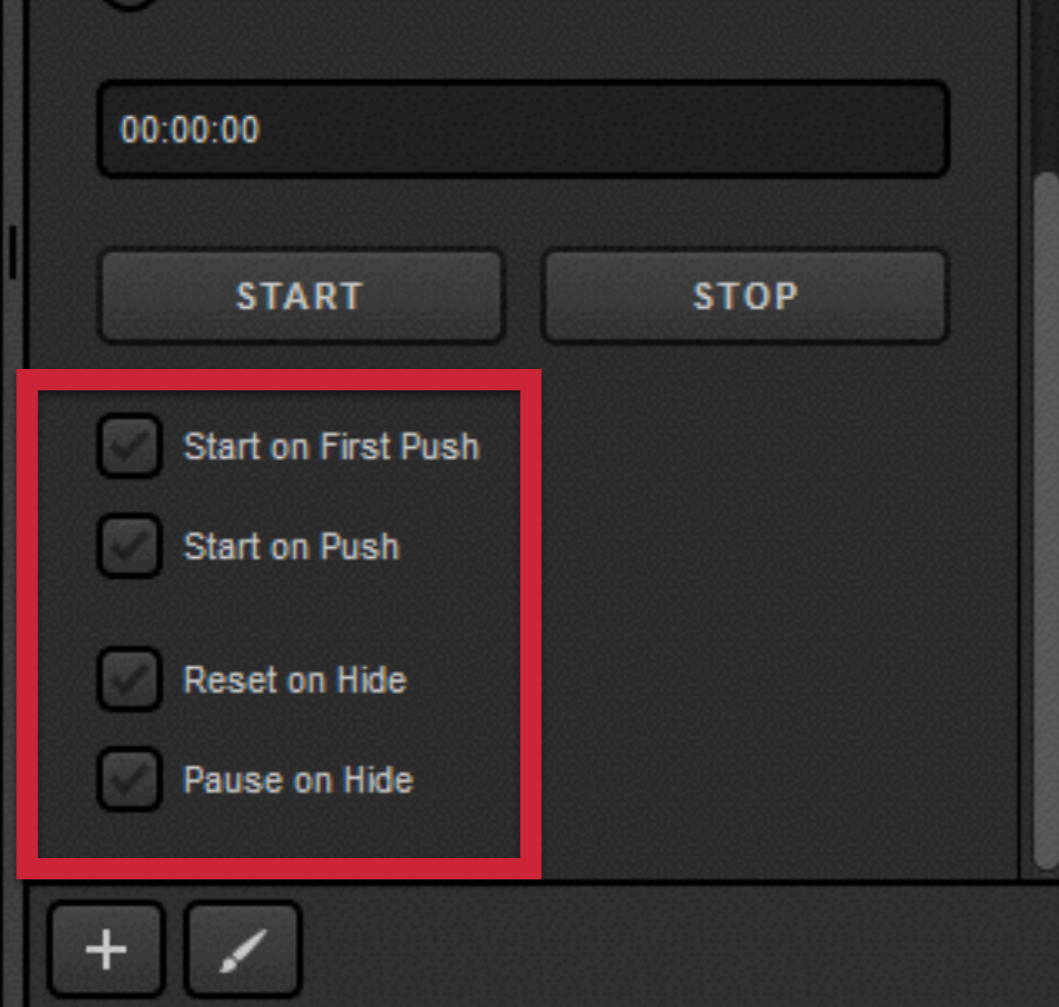 00:00:00
START STOP
Start on First Push
Start on Push
Reset on Hide
Pause on Hide